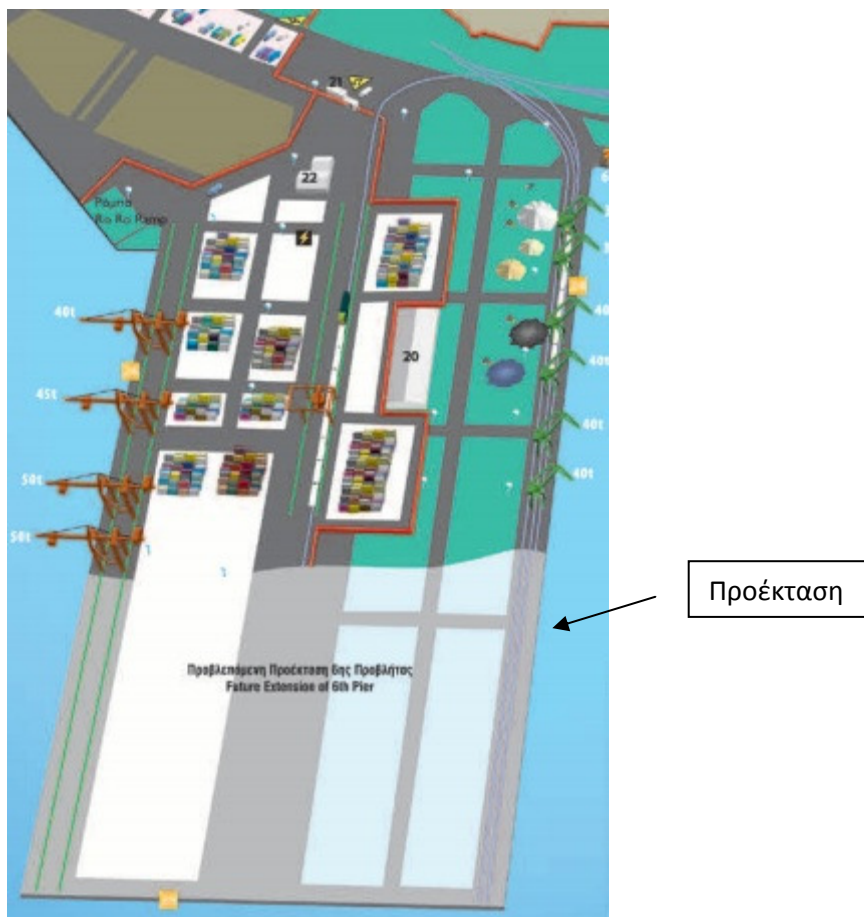 21
22
Ράμπα
Ro Ro Ramp
40t
20
40t
45t
40t
50t
40t
50t
Προέκταση
Προβλεπόμενη Προέκταση 6ης Προβλήτας
Future Extension of 6th Pier